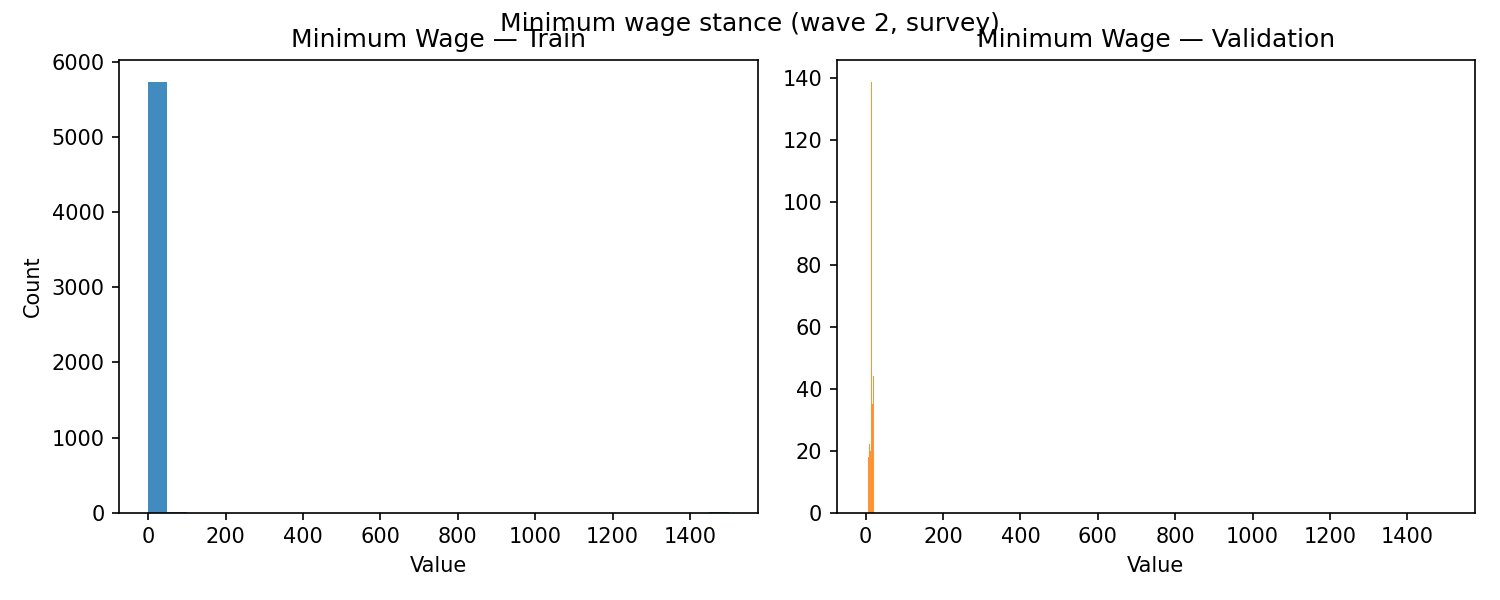 Minimum wage stance (wave 2, survey)
Minimum Wage — Train
Minimum Wage — Validation
6000
5000
4000
3000
2000
1000
0
Count
0 200 400 600 800 1000 1200 1400
Value
140
120
100
80
60
40
20
0
0 200 400 600 800 1000 1200 1400
Value